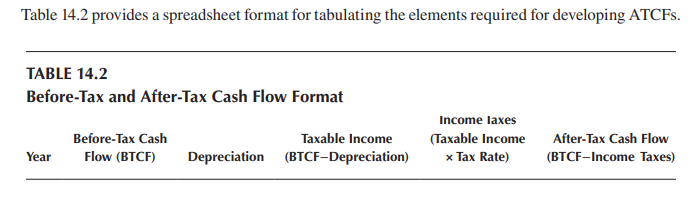 Table 14.2 provides a spreadsheet format for tabulating the elements required for developing ATCFs.
TABLE 14.2
Before-Tax and After-Tax Cash Flow Format
Income Taxes
Before-Tax Cash Taxable Income (Taxable Income After-Tax Cash Flow
Year Flow (BTCF) Depreciation (BTCF–Depreciation) × Tax Rate) (BTCF–Income Taxes)